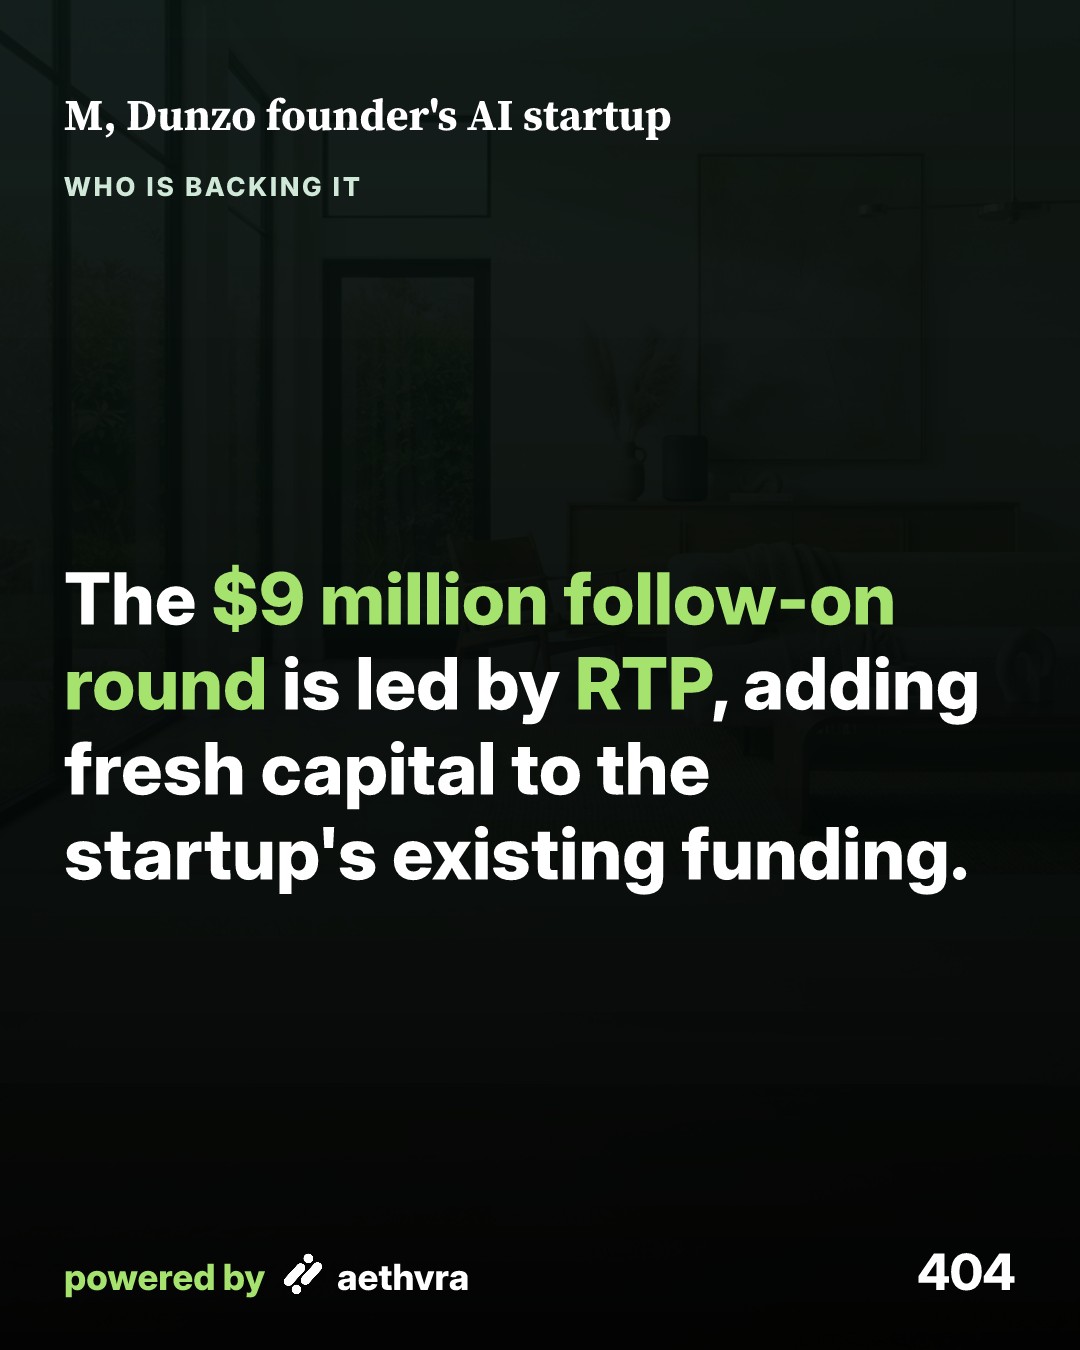 M, Dunzo founder's AI startup
WHO IS BACKING IT
The $9 million follow-on
round is led by RTP, adding
fresh capital to the
startup's existing funding.
powered by aethvra
404